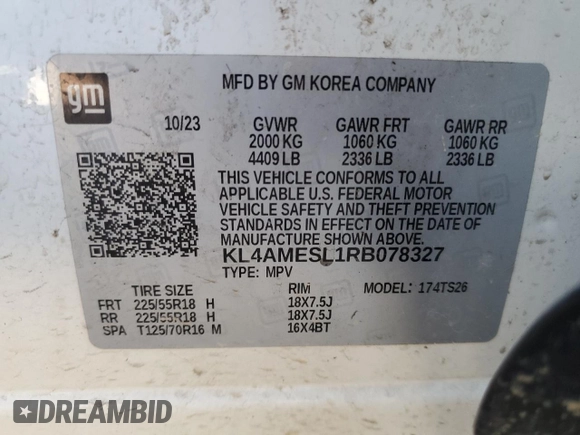 gm
MFD BY GM KOREA COMPANY
10/23 GVWR GAWR FRT GAWR RR
2000 KG 1060 KG 1060 KG
4409 LB 2336 LB 2336 LB
THIS VEHICLE CONFORMS TO ALL
APPLICABLE U.S. FEDERAL MOTOR
VEHICLE SAFETY AND THEFT PREVENTION
STANDARDS IN EFFECT ON THE DATE OF
MANUFACTURE SHOWN ABOVE.
KL4AMESL1RB078327
TYPE: MPV
TIRE SIZE RIM MODEL: 174TS26
FRT 225/55R18 H 18X7.5J
RR 225/55R18 H 18X7.5J
SPA T125/70R16 M 16X4BT
DREAMBID